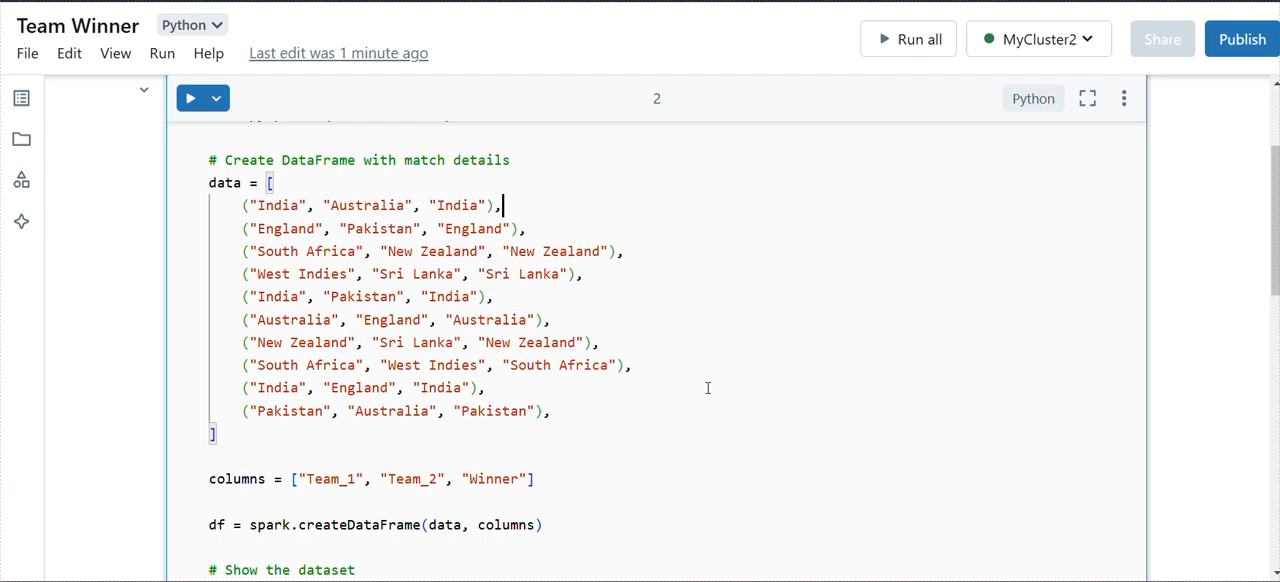 Team Winner Python
Run all MyCluster2 Share Publish
File Edit View Run Help Last edit was 1 minute ago
2 Python
# Create DataFrame with match details
data = [
("India", "Australia", "India"),
("England", "Pakistan", "England"),
("South Africa", "New Zealand", "New Zealand"),
("West Indies", "Sri Lanka", "Sri Lanka"),
("India", "Pakistan", "India"),
("Australia", "England", "Australia"),
("New Zealand", "Sri Lanka", "New Zealand"),
("South Africa", "West Indies", "South Africa"),
("India", "England", "India"),
("Pakistan", "Australia", "Pakistan"),
]
columns = ["Team_1", "Team_2", "Winner"]
df = spark.createDataFrame(data, columns)
# Show the dataset